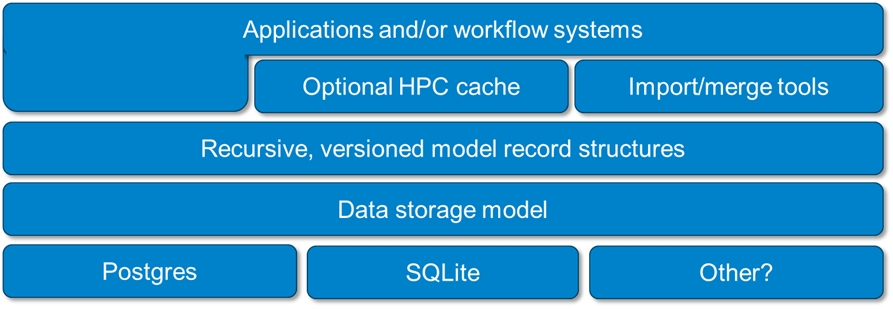 Applications and/or workflow systems
Optional HPC cache
Import/merge tools
Recursive, versioned model record structures
Data storage model
Postgres
SQLite
Other?